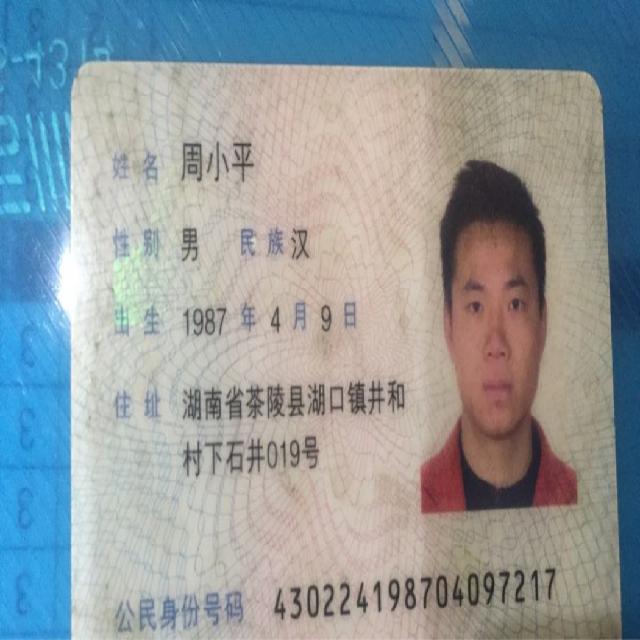 姓名 周小平
性别 男 民族 汉
出生 1987 年 4 月 9 日
住址 湖南省茶陵县湖口镇井和
村下石井019号
公民身份号码 430224198704097217